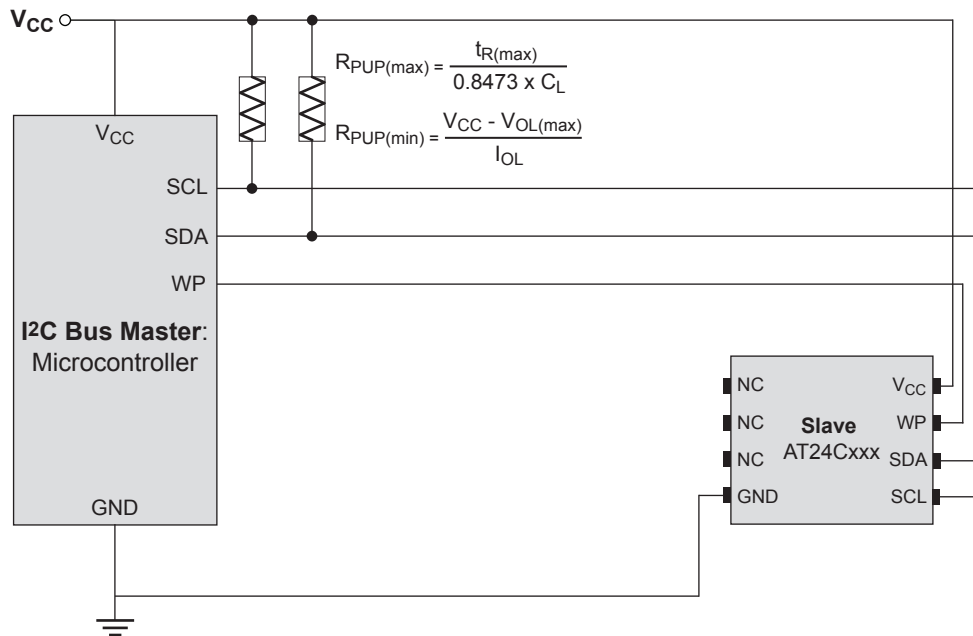 VCC
RPUP(max) = tR(max)
0.8473 x CL
RPUP(min) = VCC - VOL(max)
IOL
VCC
SCL
SDA
WP
I2C Bus Master:
Microcontroller
GND
NC VCC
NC WP
Slave
AT24Cxxx
NC SDA
GND SCL